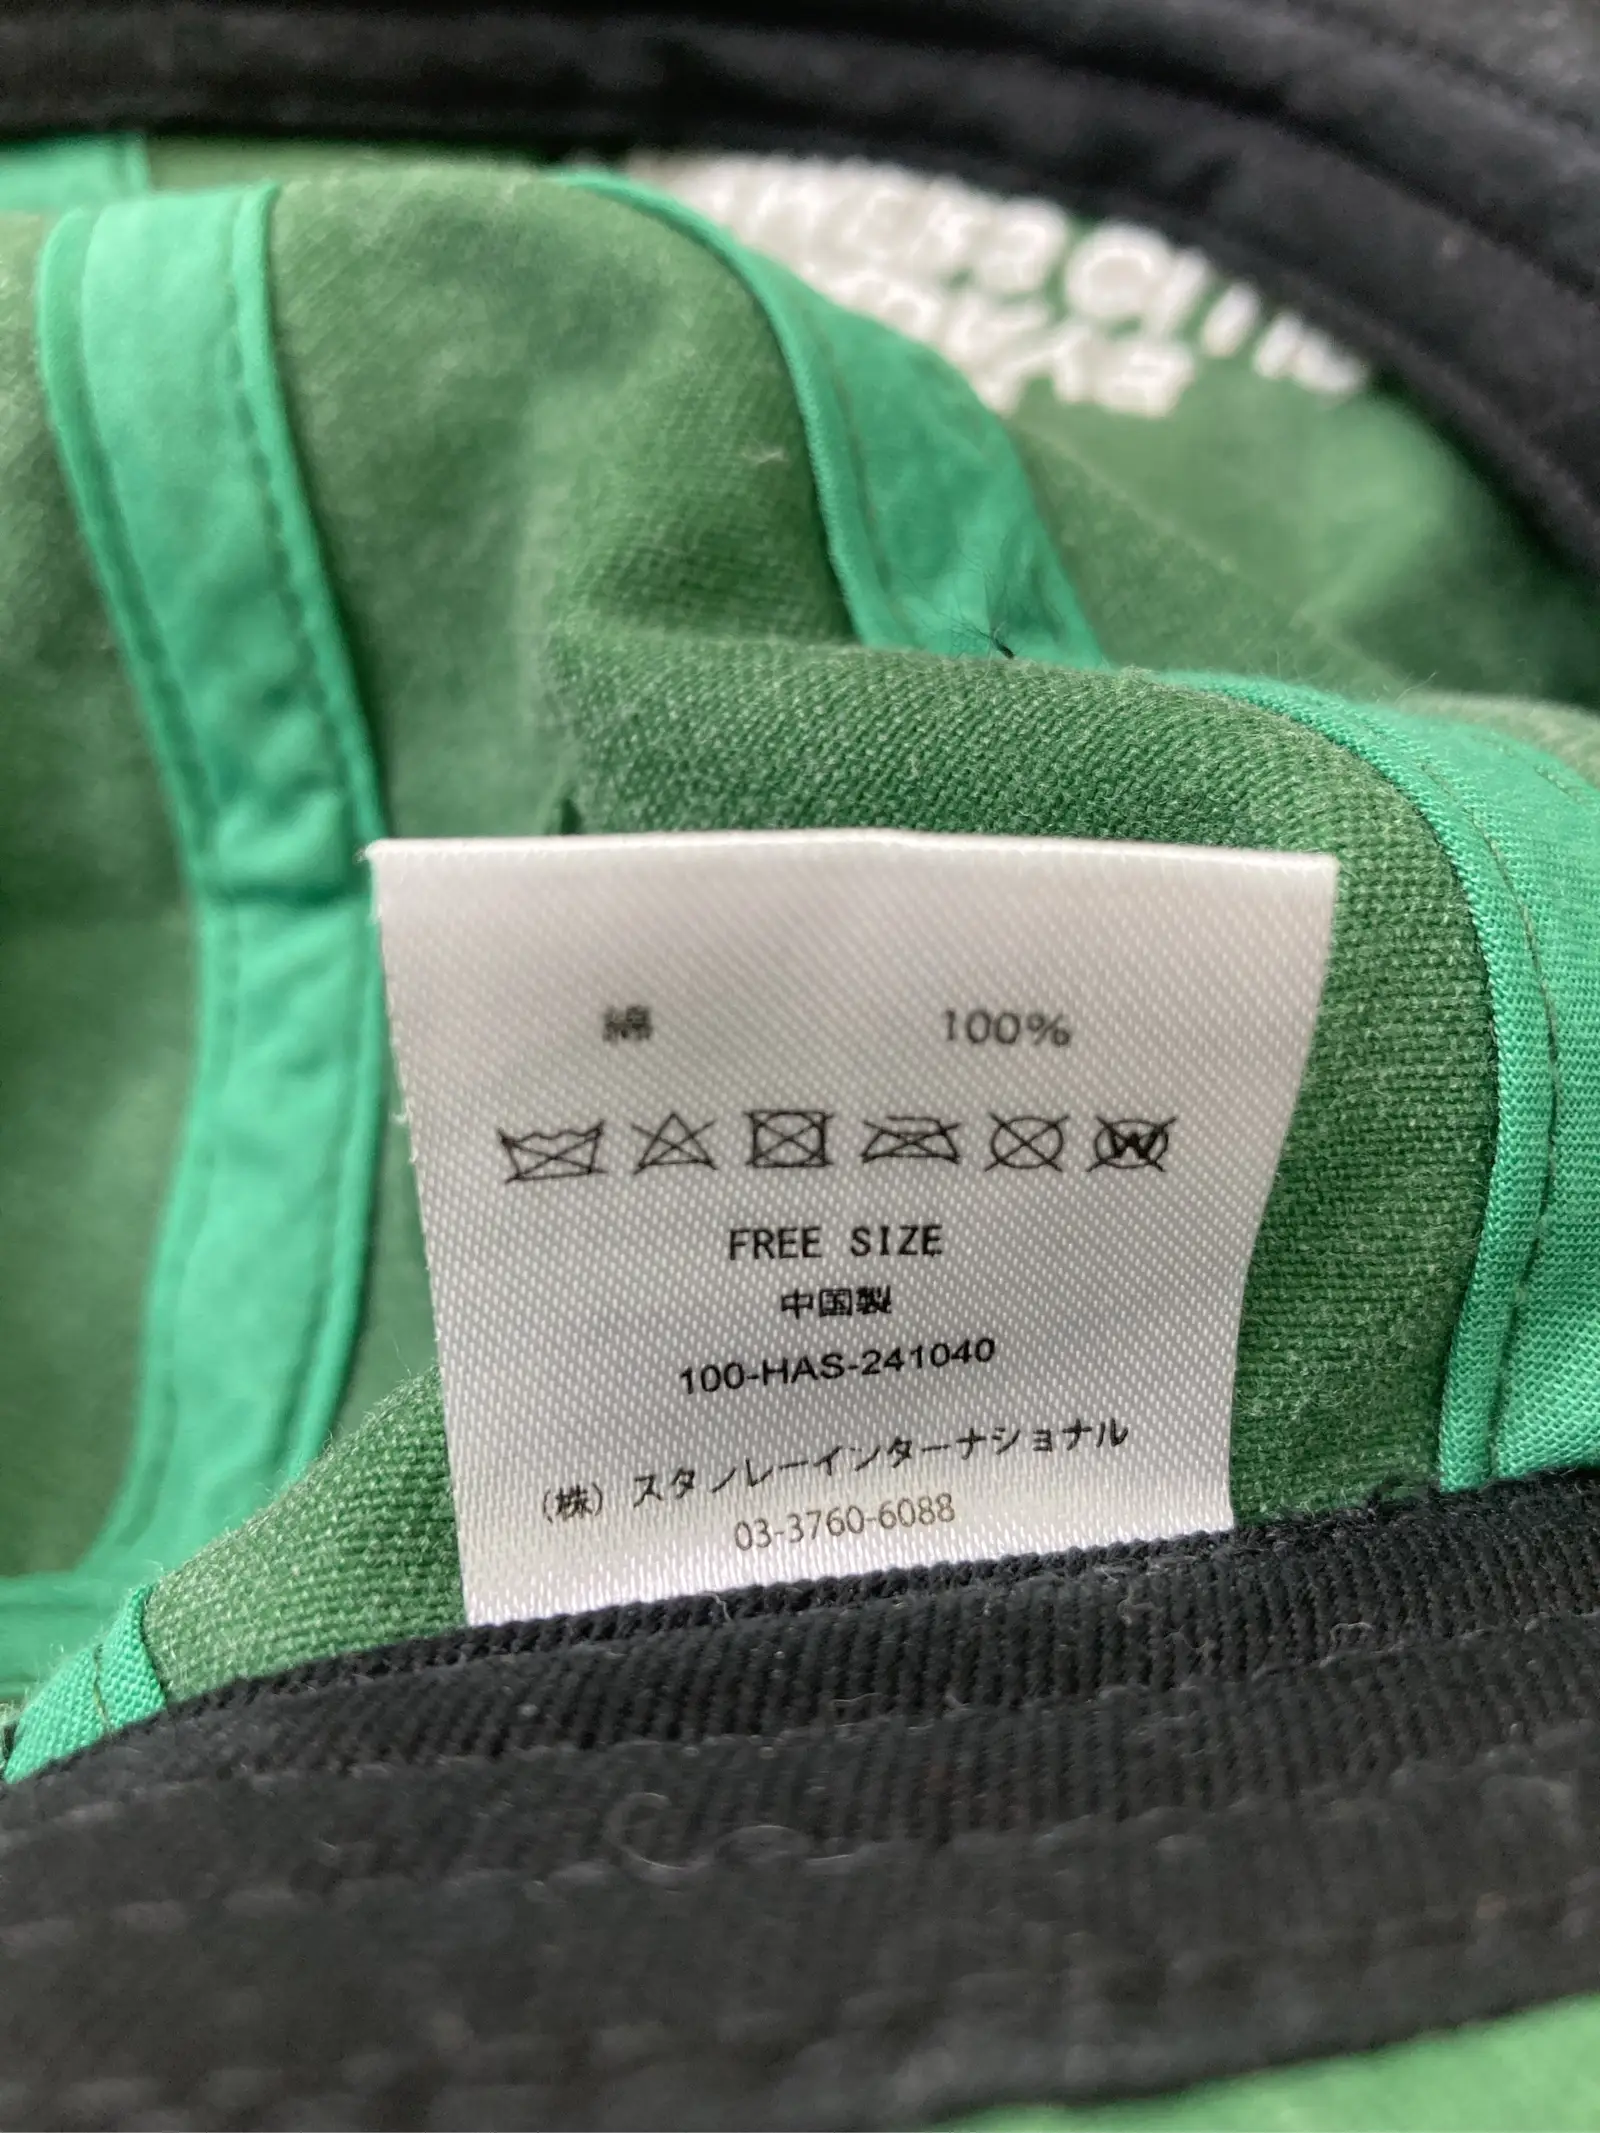 綿 100%
FREE SIZE
中国製
100-HAS-241040
(株) スタンレーインターナショナル
03-3760-6088